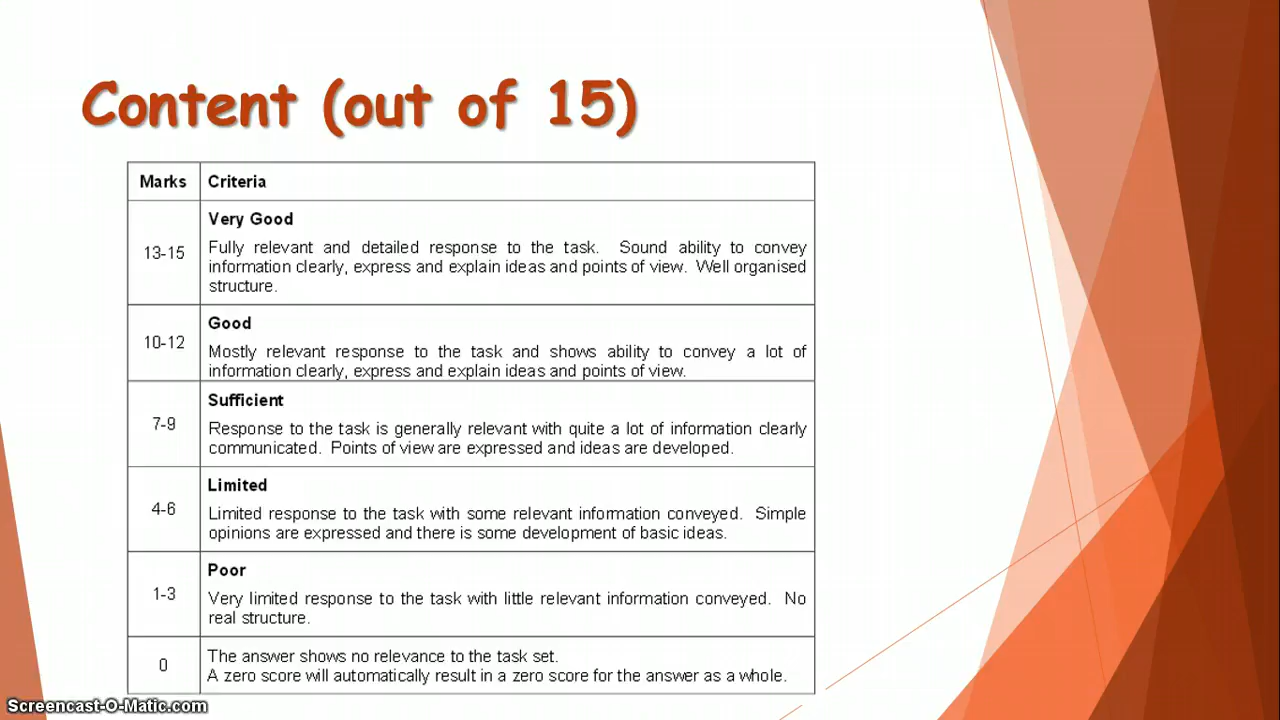 Content (out of 15)
Marks Criteria
Very Good
13-15
Fully relevant and detailed response to the task. Sound ability to convey
information clearly, express and explain ideas and points of view. Well organised
structure.
Good
10-12
Mostly relevant response to the task and shows ability to convey a lot of
information clearly, express and explain ideas and points of view.
Sufficient
7-9
Response to the task is generally relevant with quite a lot of information clearly
communicated. Points of view are expressed and ideas are developed.
Limited
4-6
Limited response to the task with some relevant information conveyed. Simple
opinions are expressed and there is some development of basic ideas.
Poor
1-3
Very limited response to the task with little relevant information conveyed. No
real structure.
0
The answer shows no relevance to the task set.
A zero score will automatically result in a zero score for the answer as a whole.
Screencast-O-Matic.com